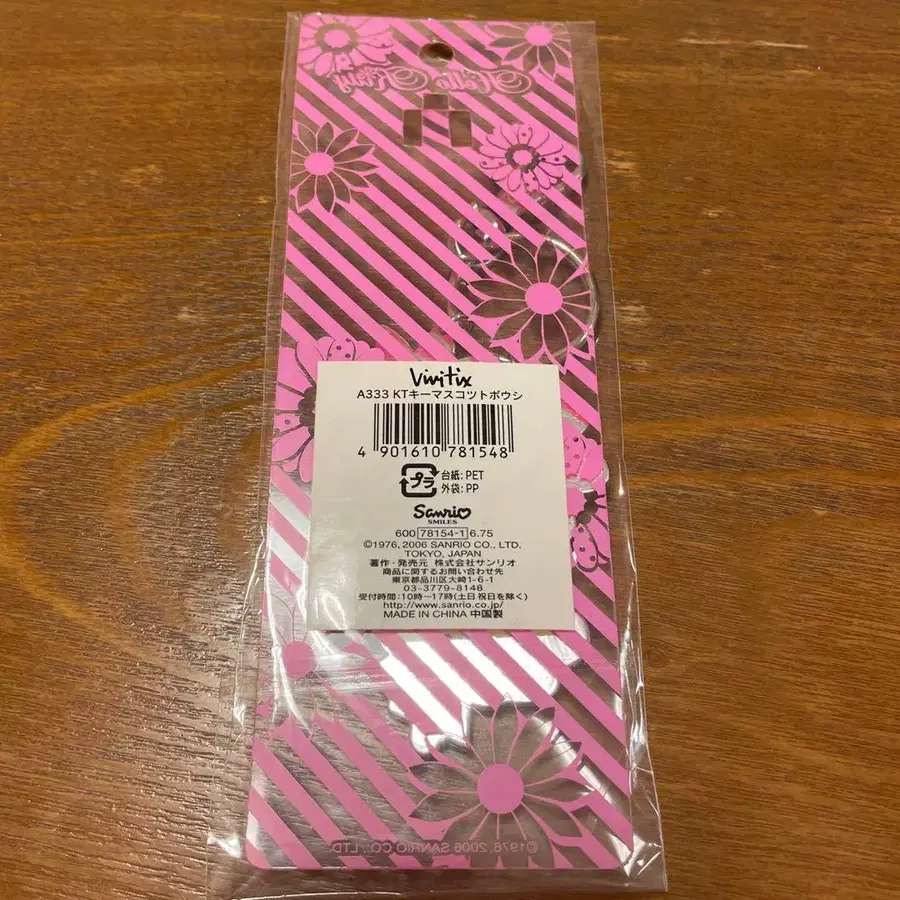 Hello Kitty
Vivitix
A333 KTキーマスコツトボウシ
4 901610 781548
プラ
台紙: PET
外袋: PP
Sanrio
SMILES
600 78154-1 6.75
©1976, 2006 SANRIO CO., LTD.
TOKYO, JAPAN
著作・発売元 株式会社サンリオ
商品に関するお問い合わせ先
東京都品川区大崎1-6-1
03-3779-8148
受付時間:10時〜17時(土日祝日を除く)
http://www.sanrio.co.jp/
MADE IN CHINA 中国製
©1976, 2006 SANRIO CO., LTD.